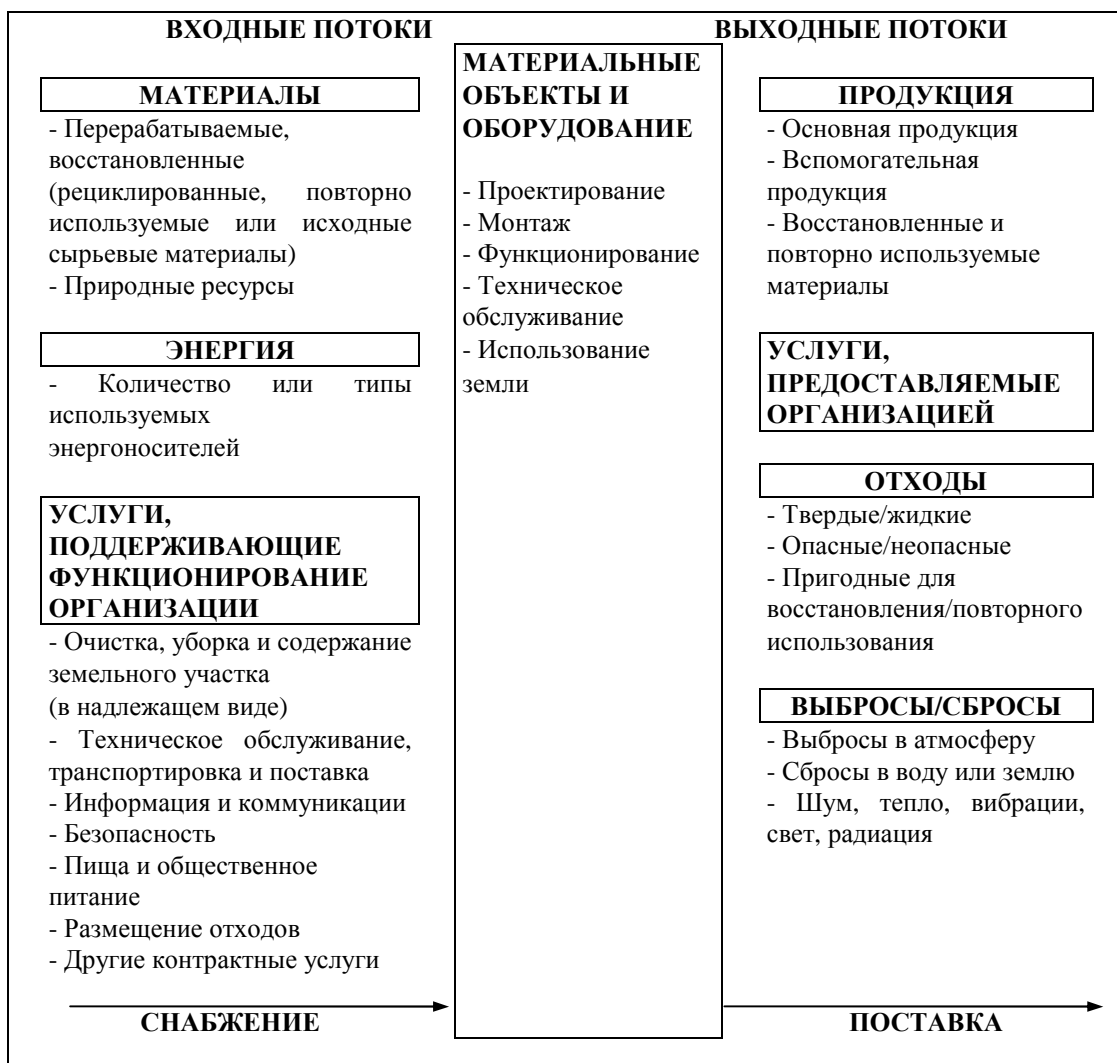 ВХОДНЫЕ ПОТОКИ
МАТЕРИАЛЫ
- Перерабатываемые,
восстановленные
(рециклированные, повторно
используемые или исходные
сырьевые материалы)
- Природные ресурсы
ЭНЕРГИЯ
- Количество или типы
используемых
энергоносителей
УСЛУГИ,
ПОДДЕРЖИВАЮЩИЕ
ФУНКЦИОНИРОВАНИЕ
ОРГАНИЗАЦИИ
- Очистка, уборка и содержание
земельного участка
(в надлежащем виде)
- Техническое обслуживание,
транспортировка и поставка
- Информация и коммуникации
- Безопасность
- Пища и общественное
питание
- Размещение отходов
- Другие контрактные услуги
СНАБЖЕНИЕ
МАТЕРИАЛЬНЫЕ
ОБЪЕКТЫ И
ОБОРУДОВАНИЕ
- Проектирование
- Монтаж
- Функционирование
- Техническое
обслуживание
- Использование
земли
ВЫХОДНЫЕ ПОТОКИ
ПРОДУКЦИЯ
- Основная продукция
- Вспомогательная
продукция
- Восстановленные и
повторно используемые
материалы
УСЛУГИ,
ПРЕДОСТАВЛЯЕМЫЕ
ОРГАНИЗАЦИЕЙ
ОТХОДЫ
- Твердые/жидкие
- Опасные/неопасные
- Пригодные для
восстановления/повторного
использования
ВЫБРОСЫ/СБРОСЫ
- Выбросы в атмосферу
- Сбросы в воду или землю
- Шум, тепло, вибрации,
свет, радиация
ПОСТАВКА